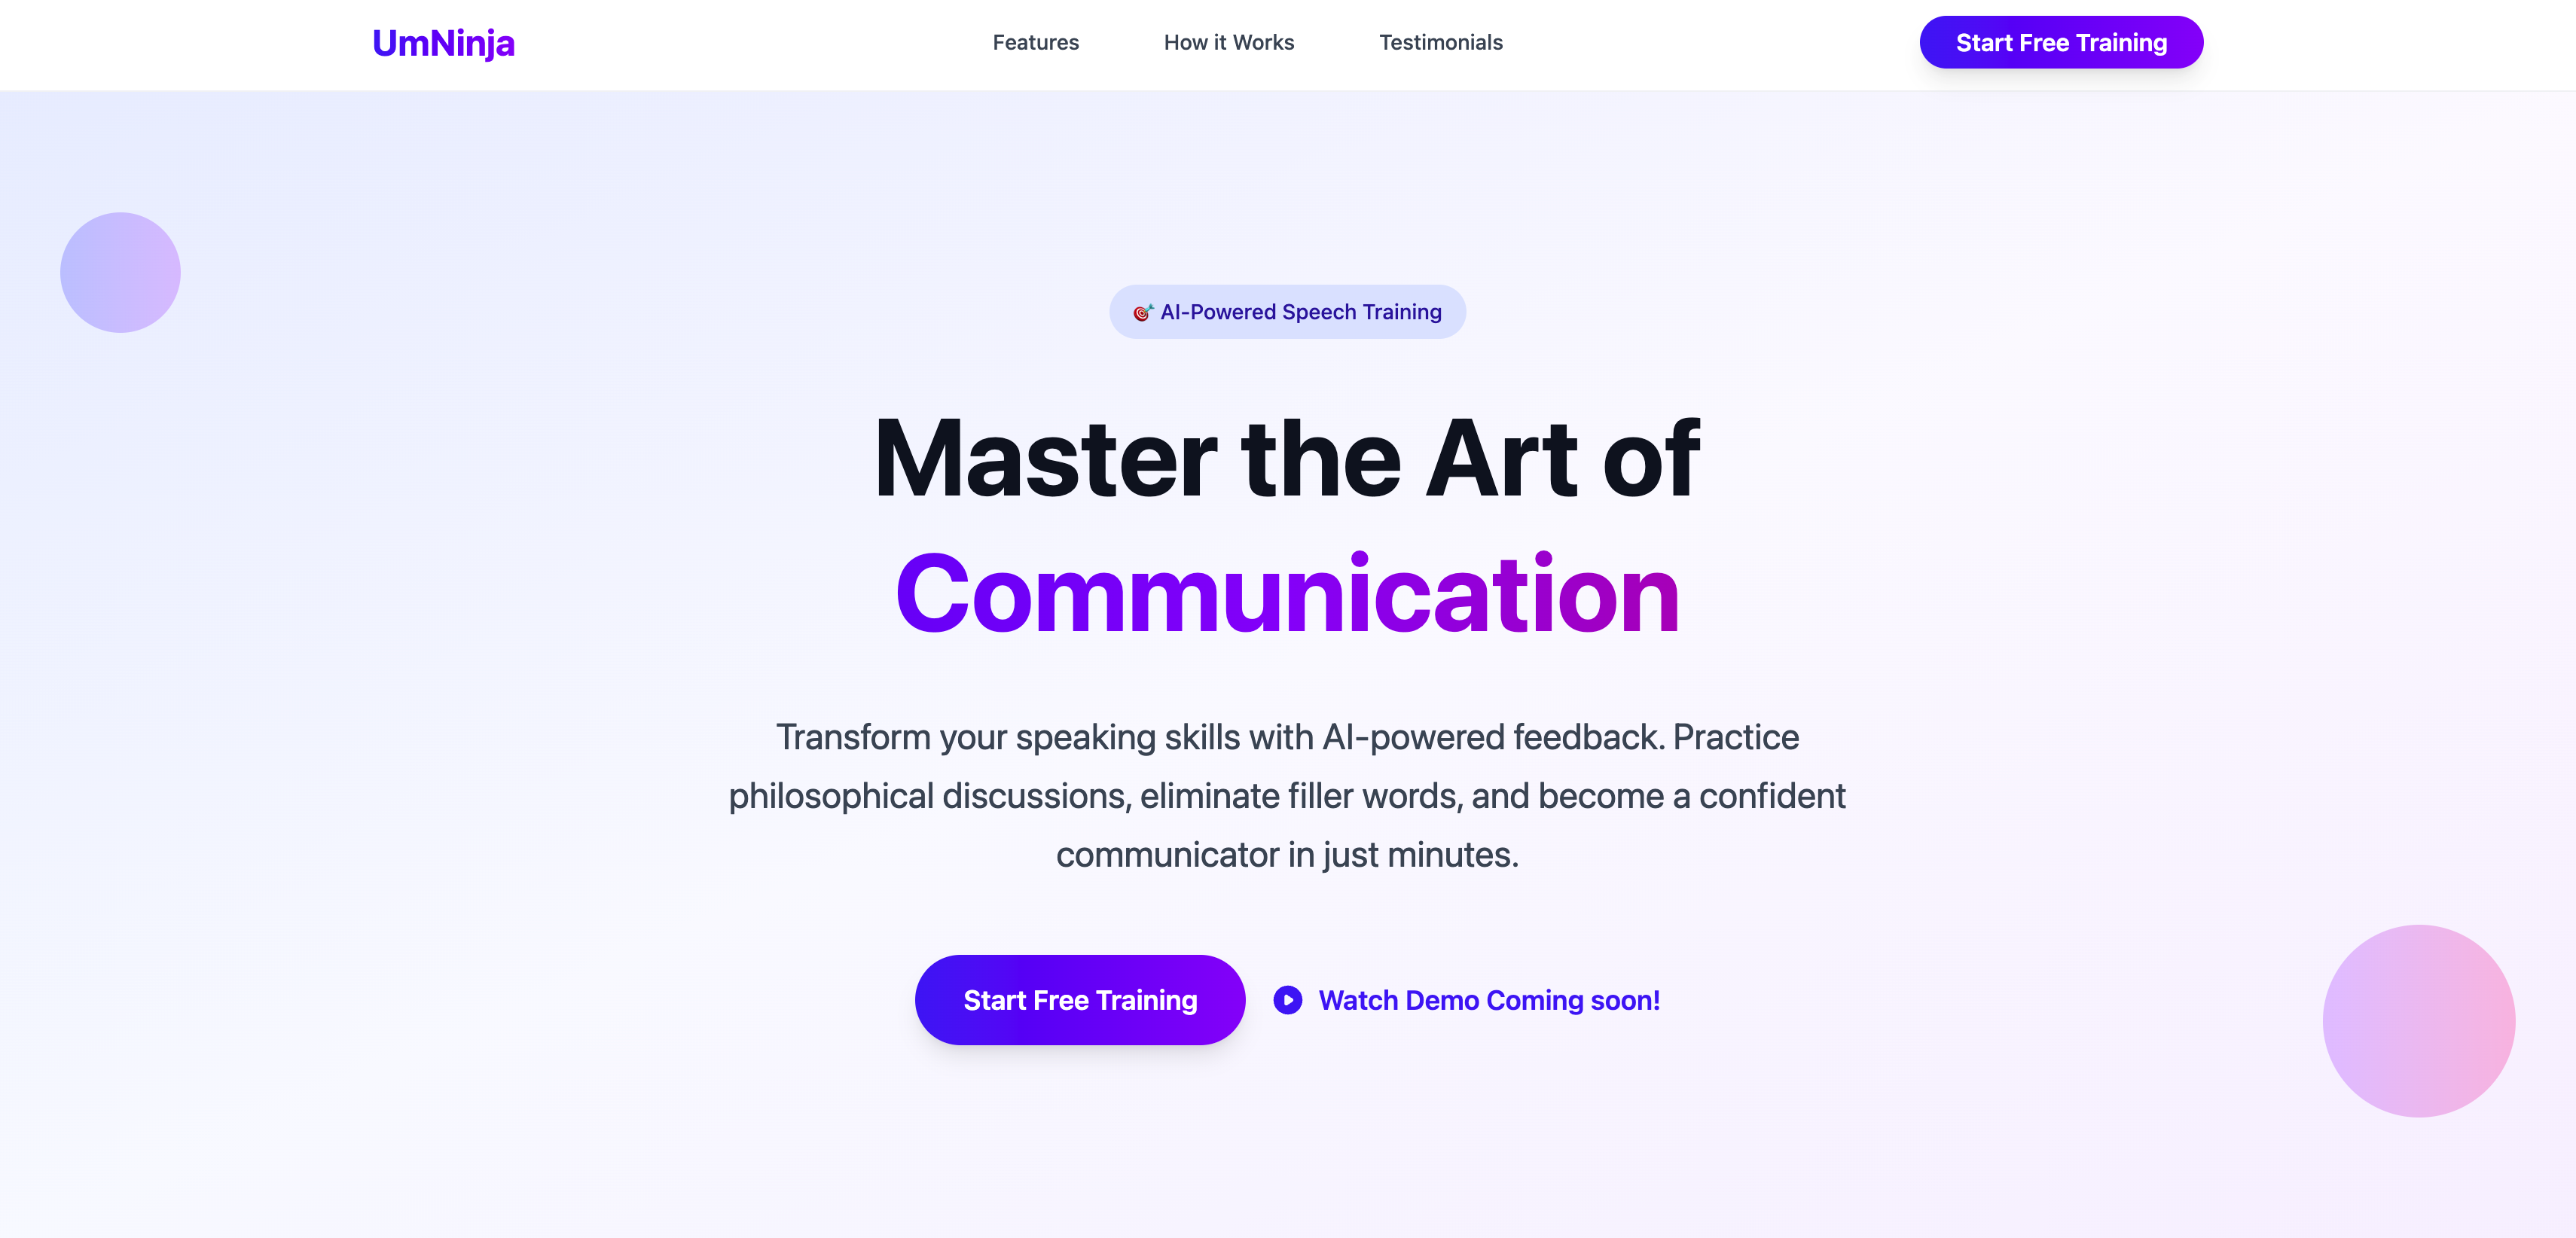 UmNinja
Features
How it Works
Testimonials
Start Free Training
🎯 AI-Powered Speech Training
Master the Art of
Communication
Transform your speaking skills with AI-powered feedback. Practice
philosophical discussions, eliminate filler words, and become a confident
communicator in just minutes.
Start Free Training
Watch Demo Coming soon!